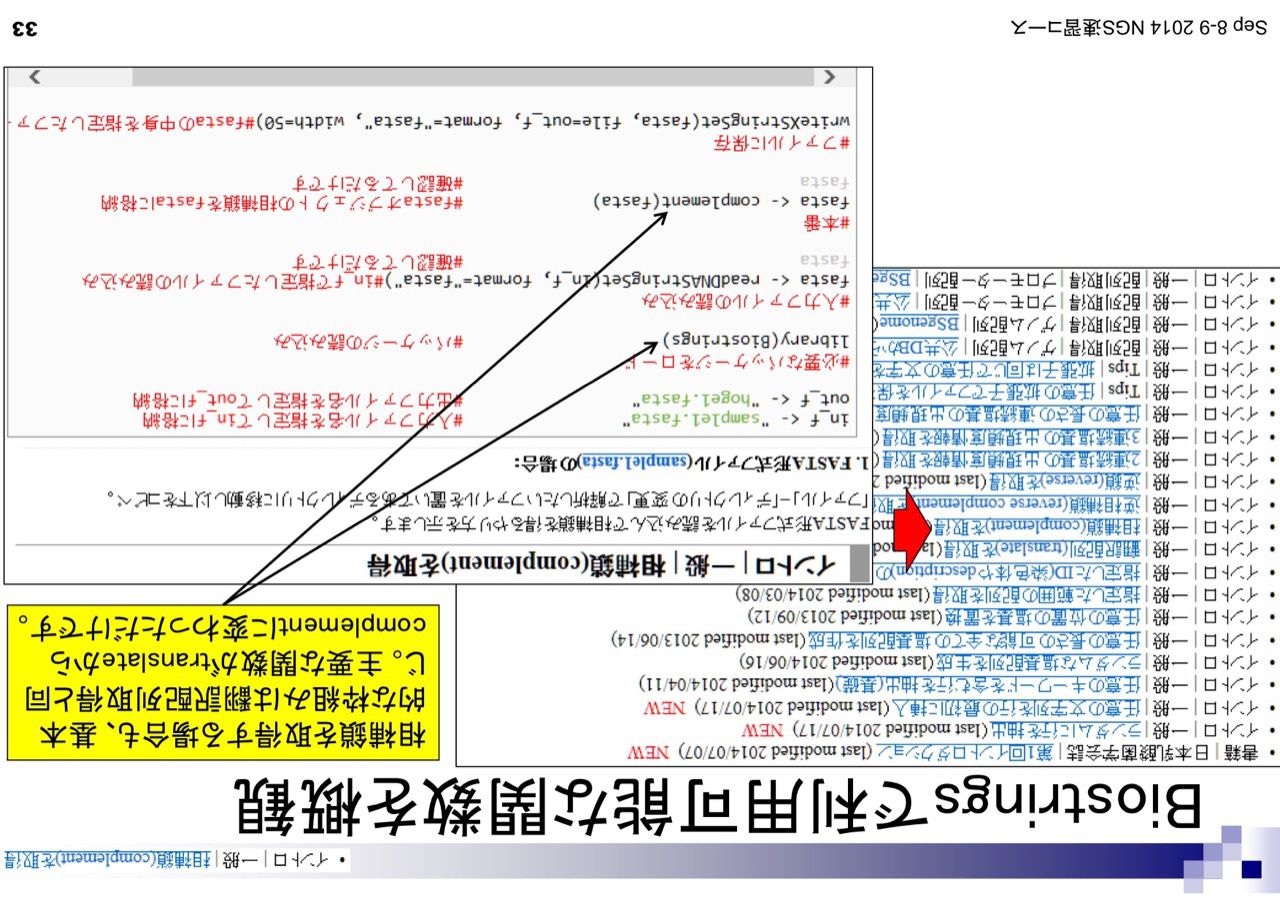 • イントロ | 一般 | 相補鎖(complement)を取得
Biostringsで利用可能な関数を概観
• 書籍 | 日本乳酸菌学会誌 | 第1回イントロダクション (last modified 2014/07/07) NEW
• イントロ | 一般 | ランダムに行を抽出 (last modified 2014/07/17) NEW
• イントロ | 一般 | 任意の文字列を行の最初に挿入 (last modified 2014/07/17) NEW
• イントロ | 一般 | 任意のキーワードを含む行を抽出(基礎) (last modified 2014/04/11)
• イントロ | 一般 | ランダムな塩基配列を生成 (last modified 2014/06/16)
• イントロ | 一般 | 任意の長さの可能な全ての塩基配列を作成 (last modified 2013/06/14)
• イントロ | 一般 | 任意の位置の塩基を置換 (last modified 2013/09/12)
• イントロ | 一般 | 指定した範囲の配列を取得 (last modified 2014/03/08)
• イントロ | 一般 | 指定したID(染色体やdescription)の
• イントロ | 一般 | 翻訳配列(translate)を取得 (last mod
• イントロ | 一般 | 相補鎖(complement)を取得
• イントロ | 一般 | 逆相補鎖(reverse complement)を取
• イントロ | 一般 | 逆鎖(reverse)を取得 (last modified 2
• イントロ | 一般 | 2連続塩基の出現頻度情報を取得 (
• イントロ | 一般 | 3連続塩基の出現頻度情報を取得 (
• イントロ | 一般 | 任意の長さの連続塩基の出現頻度
• イントロ | 一般 | Tips | 任意の拡張子でファイルを保
• イントロ | 一般 | Tips | 拡張子は同じで任意の文字を
• イントロ | 一般 | 配列取得 | ゲノム配列 | 公共DBから
• イントロ | 一般 | 配列取得 | ゲノム配列 | BSgenome (
• イントロ | 一般 | 配列取得 | プロモーター配列 | 公共
• イントロ | 一般 | 配列取得 | プロモーター配列 | BSge
相補鎖を取得する場合も、基本
的な枠組みは翻訳配列取得と同
じ。主要な関数がtranslateから
complementに変わっただけです。
イントロ | 一般 | 相補鎖(complement)を取得
FASTA形式ファイルを読み込んで相補鎖を得るやり方を示します。
「ファイル」-「ディレクトリの変更」で解析したいファイルを置いてあるディレクトリに移動し以下をコピペ。
1. FASTA形式ファイル(sample1.fasta)の場合:
in_f <- "sample1.fasta" #入力ファイル名を指定してin_fに格納
out_f <- "hoge1.fasta" #出力ファイル名を指定してout_fに格納
#必要なパッケージをロード
library(Biostrings) #パッケージの読み込み
#入力ファイルの読み込み
fasta <- readDNAStringSet(in_f, format="fasta")#in_fで指定したファイルの読み込み
fasta #確認してるだけです
#本番
fasta <- complement(fasta) #fastaオブジェクトの相補鎖をfastaに格納
fasta #確認してるだけです
#ファイルに保存
writeXStringSet(fasta, file=out_f, format="fasta", width=50)#fastaの中身を指定したファ
Sep 8-9 2014 NGS速習コース
33